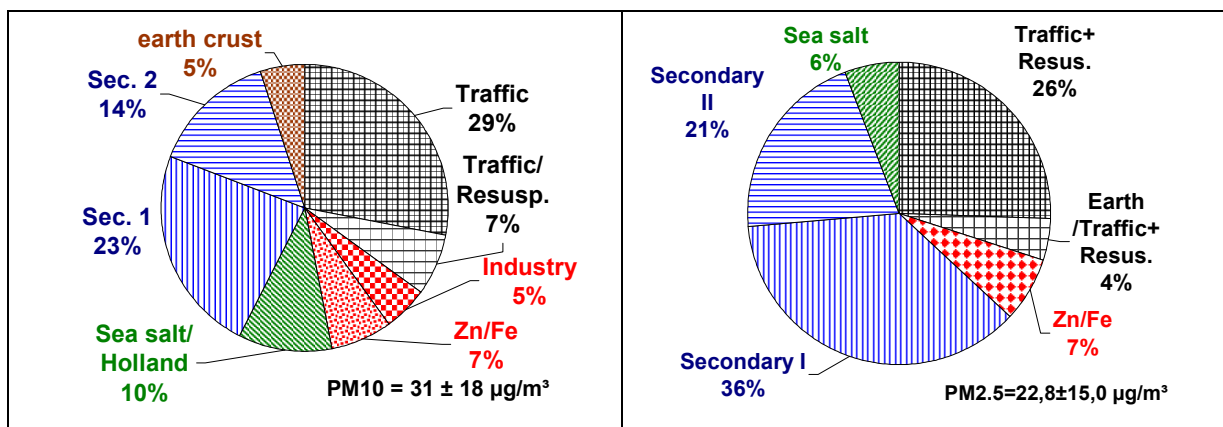 earth crust
5%
Sec. 2
14%
Traffic
29%
Traffic/
Resusp.
7%
Sec. 1
23%
Industry
5%
Zn/Fe
7%
Sea salt/
Holland
10%
PM10 = 31 ± 18 µg/m³
Sea salt
6%
Traffic+
Resus.
26%
Secondary
II
21%
Earth
/Traffic+
Resus.
4%
Zn/Fe
7%
Secondary I
36%
PM2.5=22,8±15,0 µg/m³